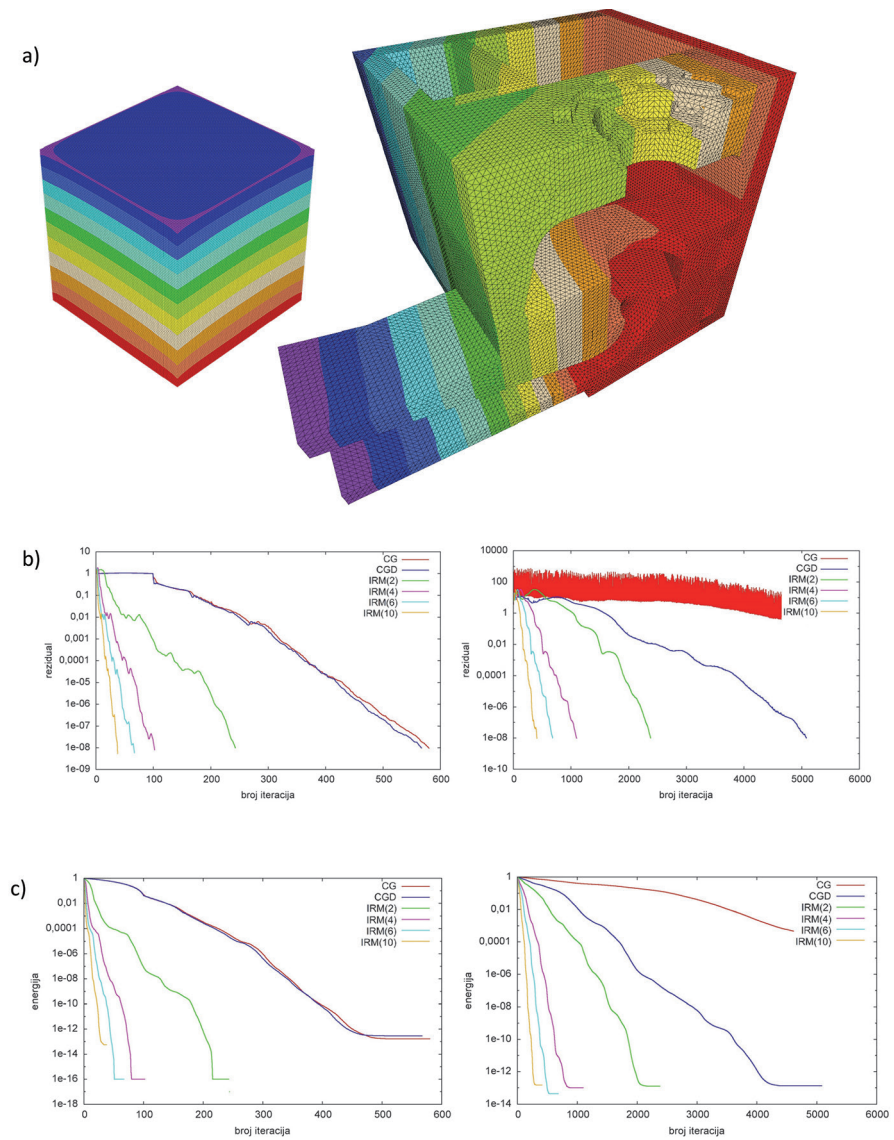 a)
b)
10
1
0,1
0,01
0,001
0,0001
1e-05
1e-06
1e-07
1e-08
1e-09
rezidual
0
100
200
300
400
500
600
broj iteracija
CG
CGD
IRM(2)
IRM(4)
IRM(6)
IRM(10)
10000
100
1
0,01
0,0001
1e-06
1e-08
1e-10
rezidual
0
1000
2000
3000
4000
5000
6000
broj iteracija
CG
CGD
IRM(2)
IRM(4)
IRM(6)
IRM(10)
c)
1
0,01
0,0001
1e-06
1e-08
1e-10
1e-12
1e-14
1e-16
1e-18
energija
0
100
200
300
400
500
600
broj iteracija
CG
CGD
IRM(2)
IRM(4)
IRM(6)
IRM(10)
1
0,01
0,0001
1e-06
1e-08
1e-10
1e-12
1e-14
energija
0
1000
2000
3000
4000
5000
6000
broj iteracija
CG
CGD
IRM(2)
IRM(4)
IRM(6)
IRM(10)